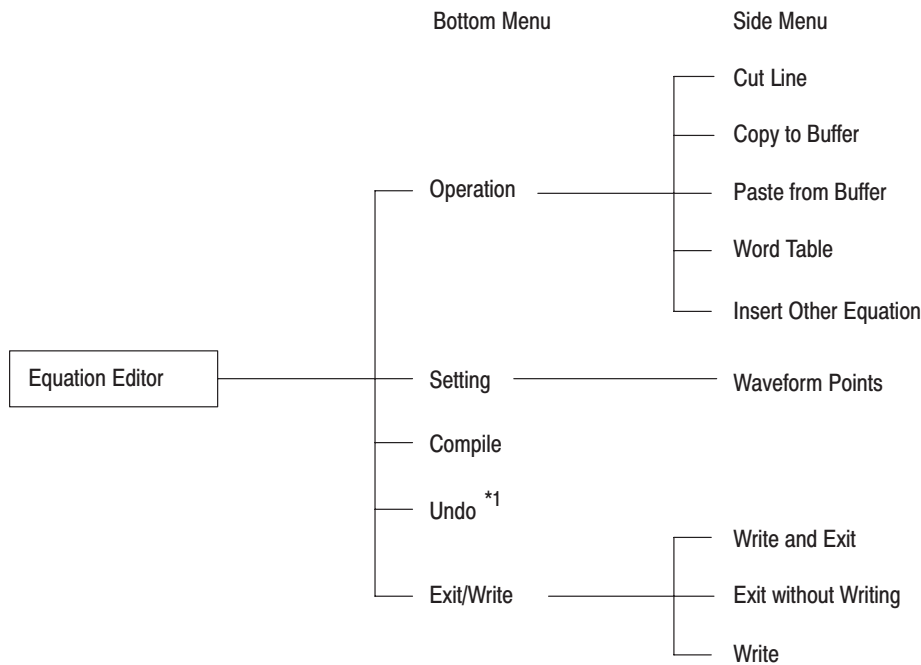 Bottom Menu Side Menu
Cut Line
Copy to Buffer
Operation Paste from Buffer
Word Table
Insert Other Equation
Equation Editor Setting Waveform Points
Compile
Undo *1
Write and Exit
Exit/Write Exit without Writing
Write